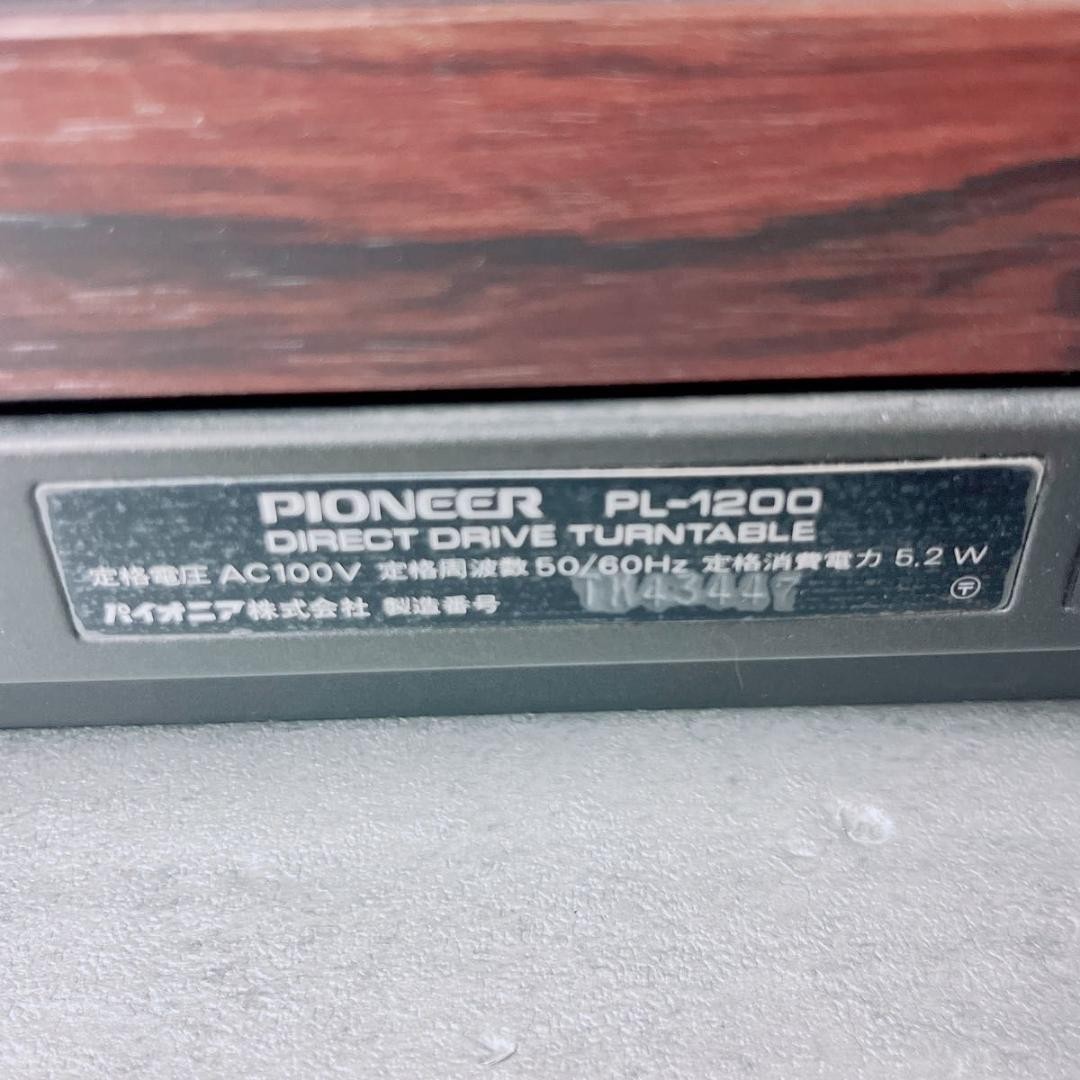 PIONEER PL-1200
DIRECT DRIVE TURNTABLE
定格電圧 AC100V 定格周波数 50/60Hz 定格消費電力 5.2 W
パイオニア株式会社 製造番号 〒